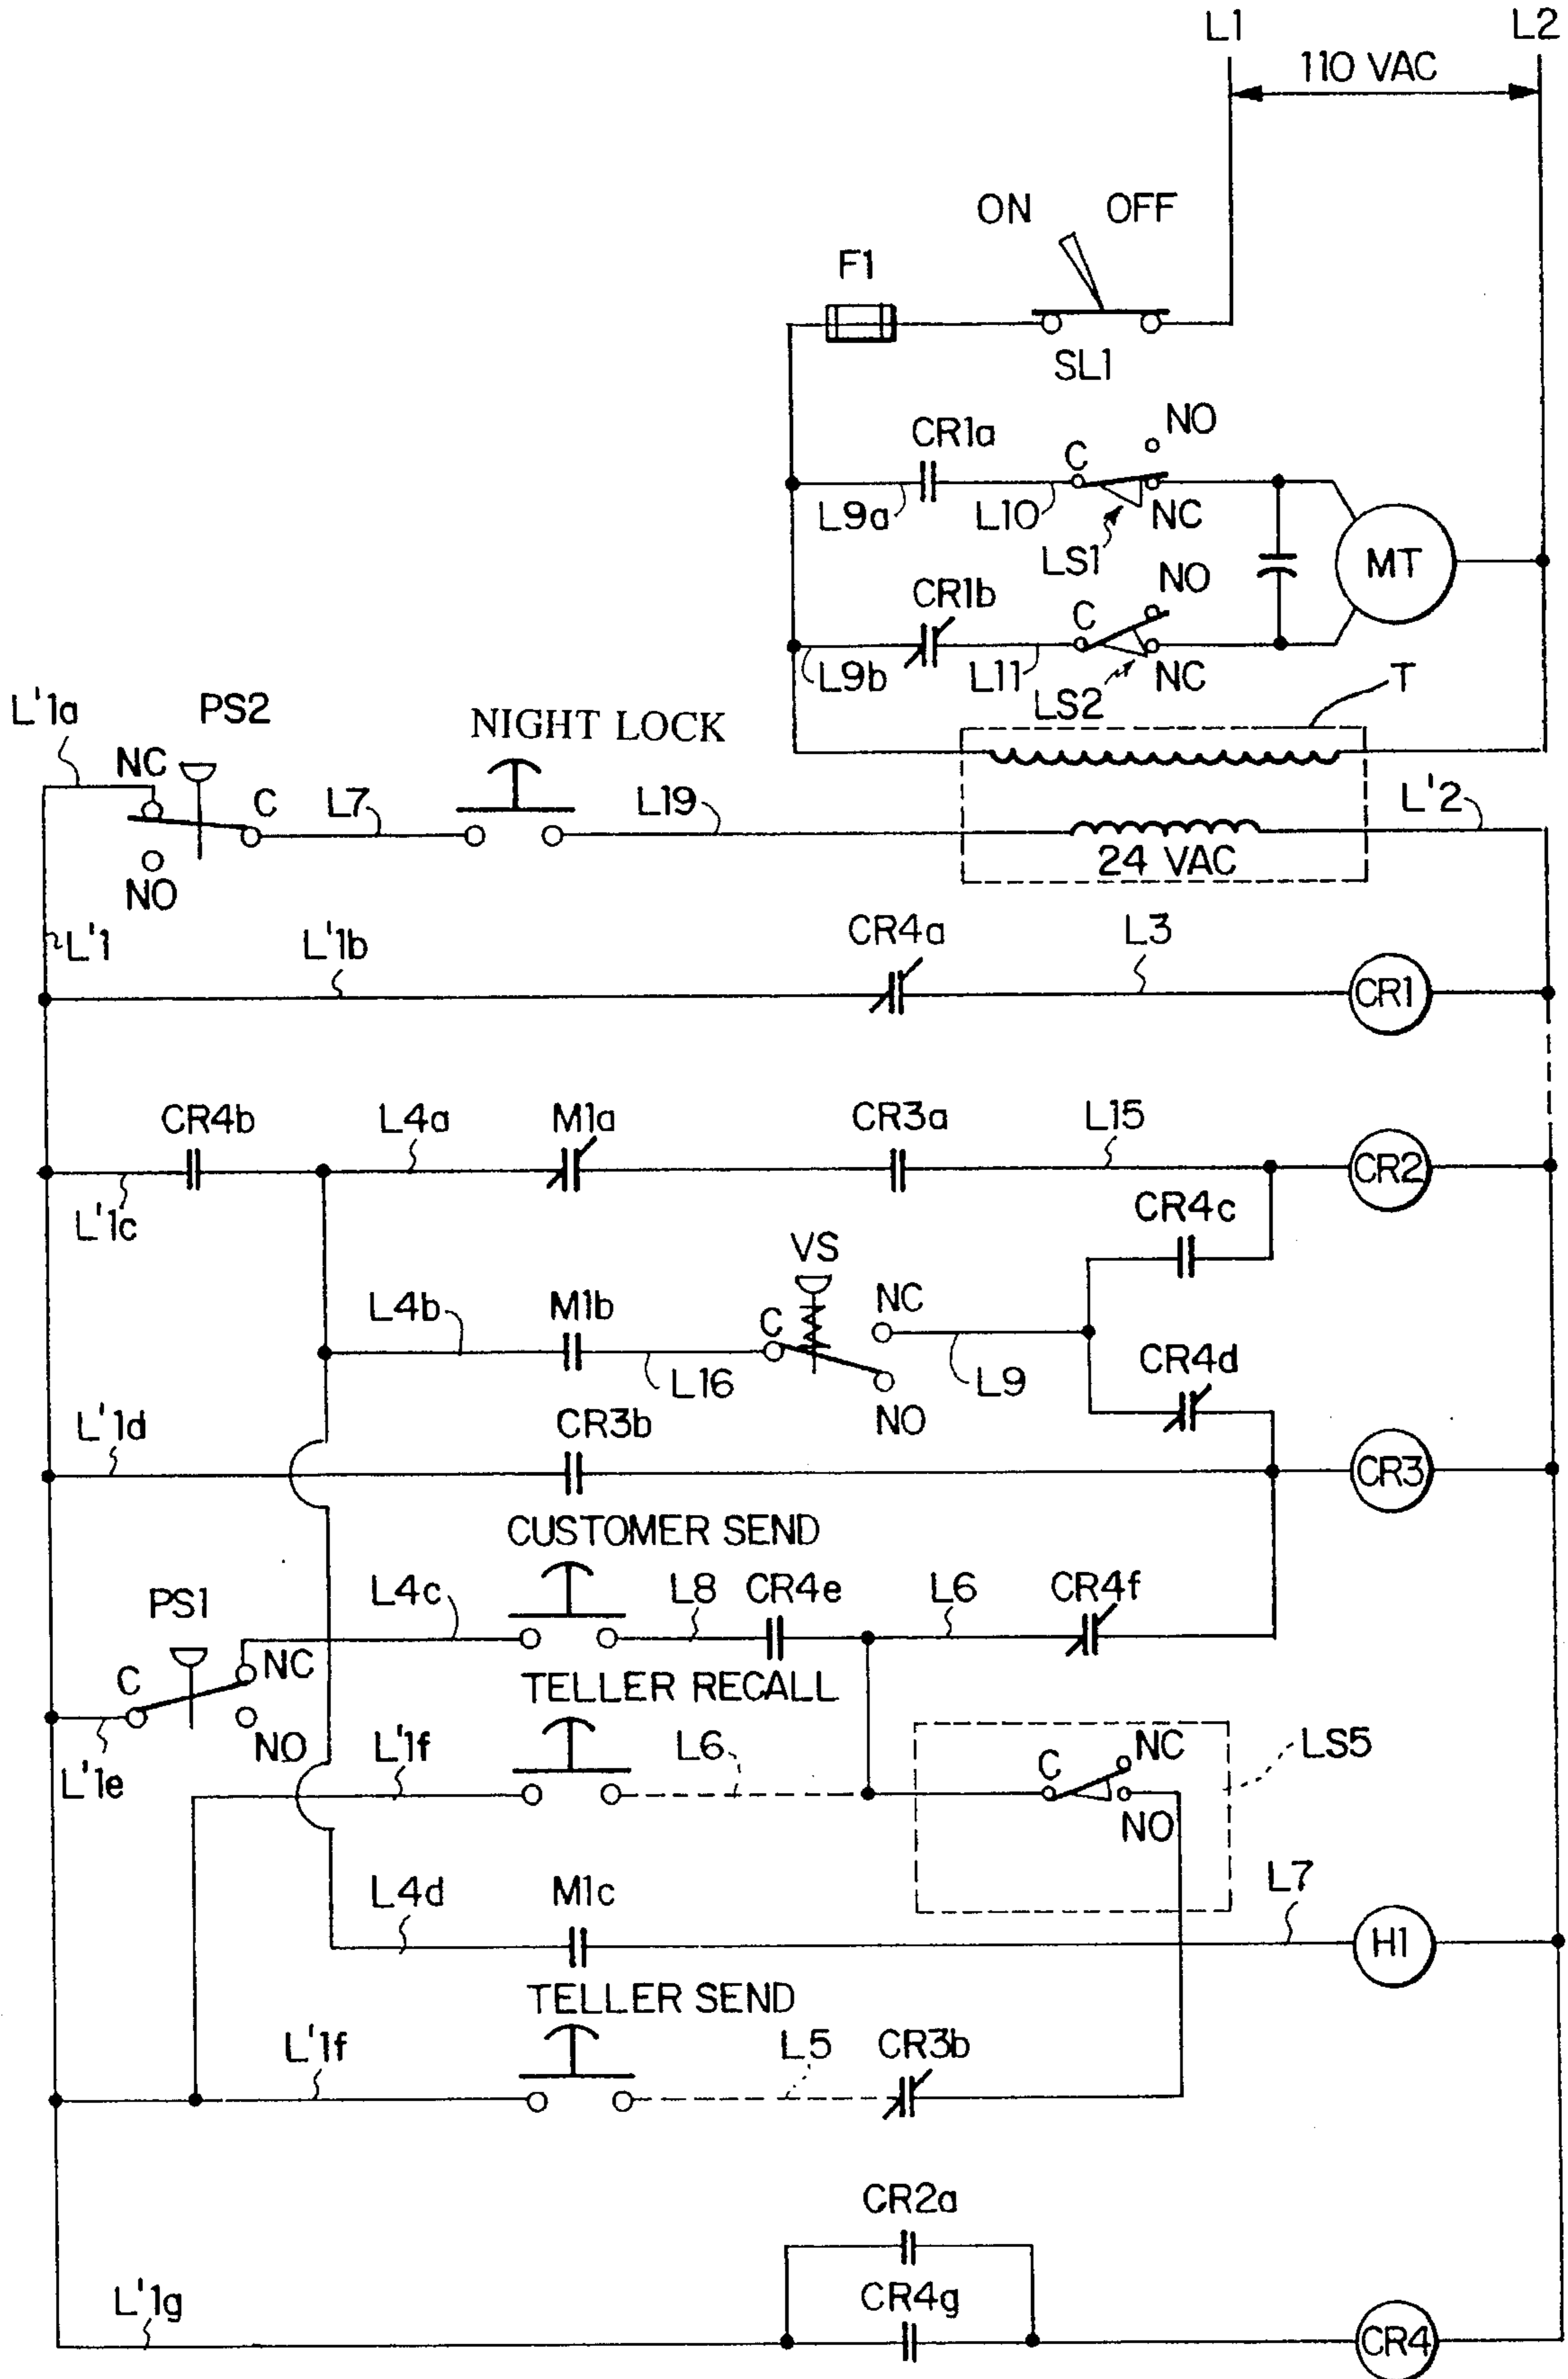 L1 L2
110 VAC
ON OFF
F1
SL1
CR1a C NO
L9a L10 LS1 NC
MT
CR1b C NO
L9b L11 LS2 NC
T
L'1a PS2 NIGHT LOCK
NC C L7 L19 L'2
NO 24 VAC
L'1 L'1b CR4a L3
CR1
CR4b L4a M1a CR3a L15
CR2
L'1c CR4c
VS
L4b M1b C NC
L16 L9 CR4d
NO
L'1d CR3b
CR3
CUSTOMER SEND
PS1 L4c L8 CR4e L6 CR4f
C NC
TELLER RECALL
NO L'1f L6 C NC LS5
L'1e NO
L4d M1c L7
H1
TELLER SEND
L'1f L5 CR3b
CR2a
L'1g CR4g
CR4